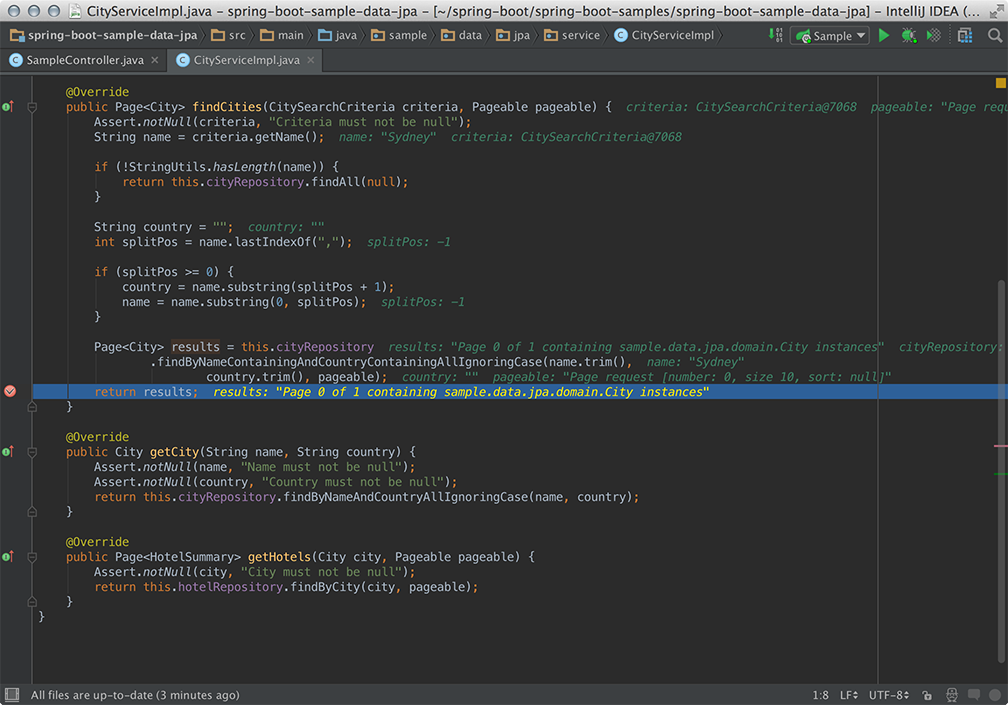 CityServiceImpl.java - spring-boot-sample-data-jpa - [~/spring-boot/spring-boot-samples/spring-boot-sample-data-jpa] - IntelliJ IDEA (...
spring-boot-sample-data-jpa src main java sample data jpa service CityServiceImpl Sample
SampleController.java CityServiceImpl.java
@Override
public Page<City> findCities(CitySearchCriteria criteria, Pageable pageable) { criteria: CitySearchCriteria@7068 pageable: "Page requ
Assert.notNull(criteria, "Criteria must not be null");
String name = criteria.getName(); name: "Sydney" criteria: CitySearchCriteria@7068
if (!StringUtils.hasLength(name)) {
return this.cityRepository.findAll(null);
}
String country = ""; country: ""
int splitPos = name.lastIndexOf(","); splitPos: -1
if (splitPos >= 0) {
country = name.substring(splitPos + 1);
name = name.substring(0, splitPos); splitPos: -1
}
Page<City> results = this.cityRepository results: "Page 0 of 1 containing sample.data.jpa.domain.City instances" cityRepository:
.findByNameContainingAndCountryContainingAllIgnoringCase(name.trim(), name: "Sydney"
country.trim(), pageable); country: "" pageable: "Page request [number: 0, size 10, sort: null]"
return results; results: "Page 0 of 1 containing sample.data.jpa.domain.City instances"
}
@Override
public City getCity(String name, String country) {
Assert.notNull(name, "Name must not be null");
Assert.notNull(country, "Country must not be null");
return this.cityRepository.findByNameAndCountryAllIgnoringCase(name, country);
}
@Override
public Page<HotelSummary> getHotels(City city, Pageable pageable) {
Assert.notNull(city, "City must not be null");
return this.hotelRepository.findByCity(city, pageable);
}
}
All files are up-to-date (3 minutes ago) 1:8 LF UTF-8